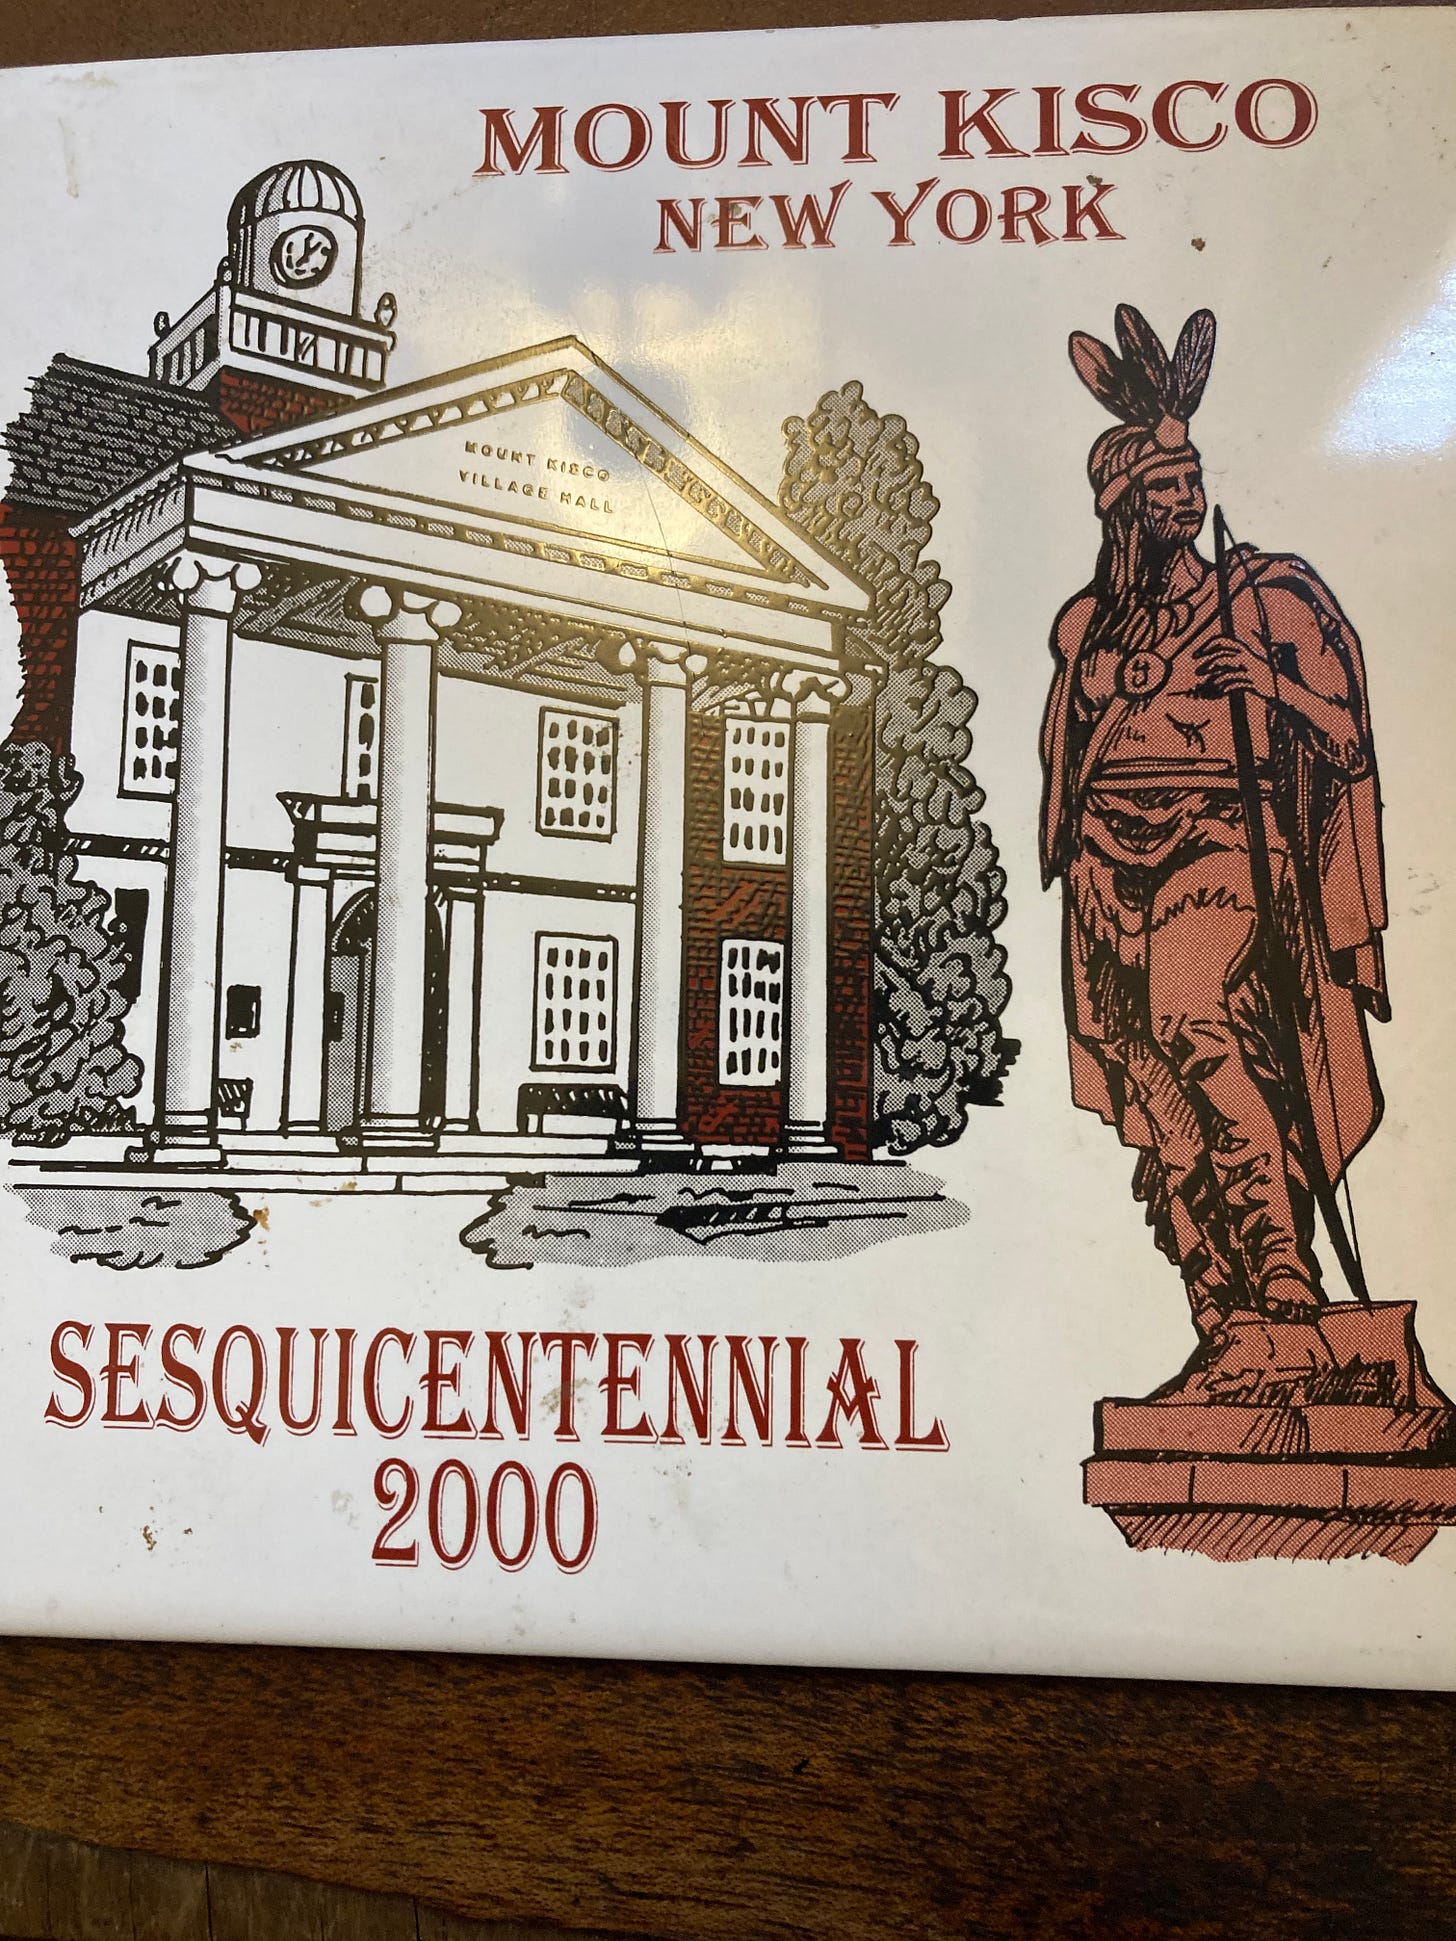 MOUNT KISCO
NEW YORK
MOUNT KISCO
VILLAGE HALL
SESQUICENTENNIAL
2000